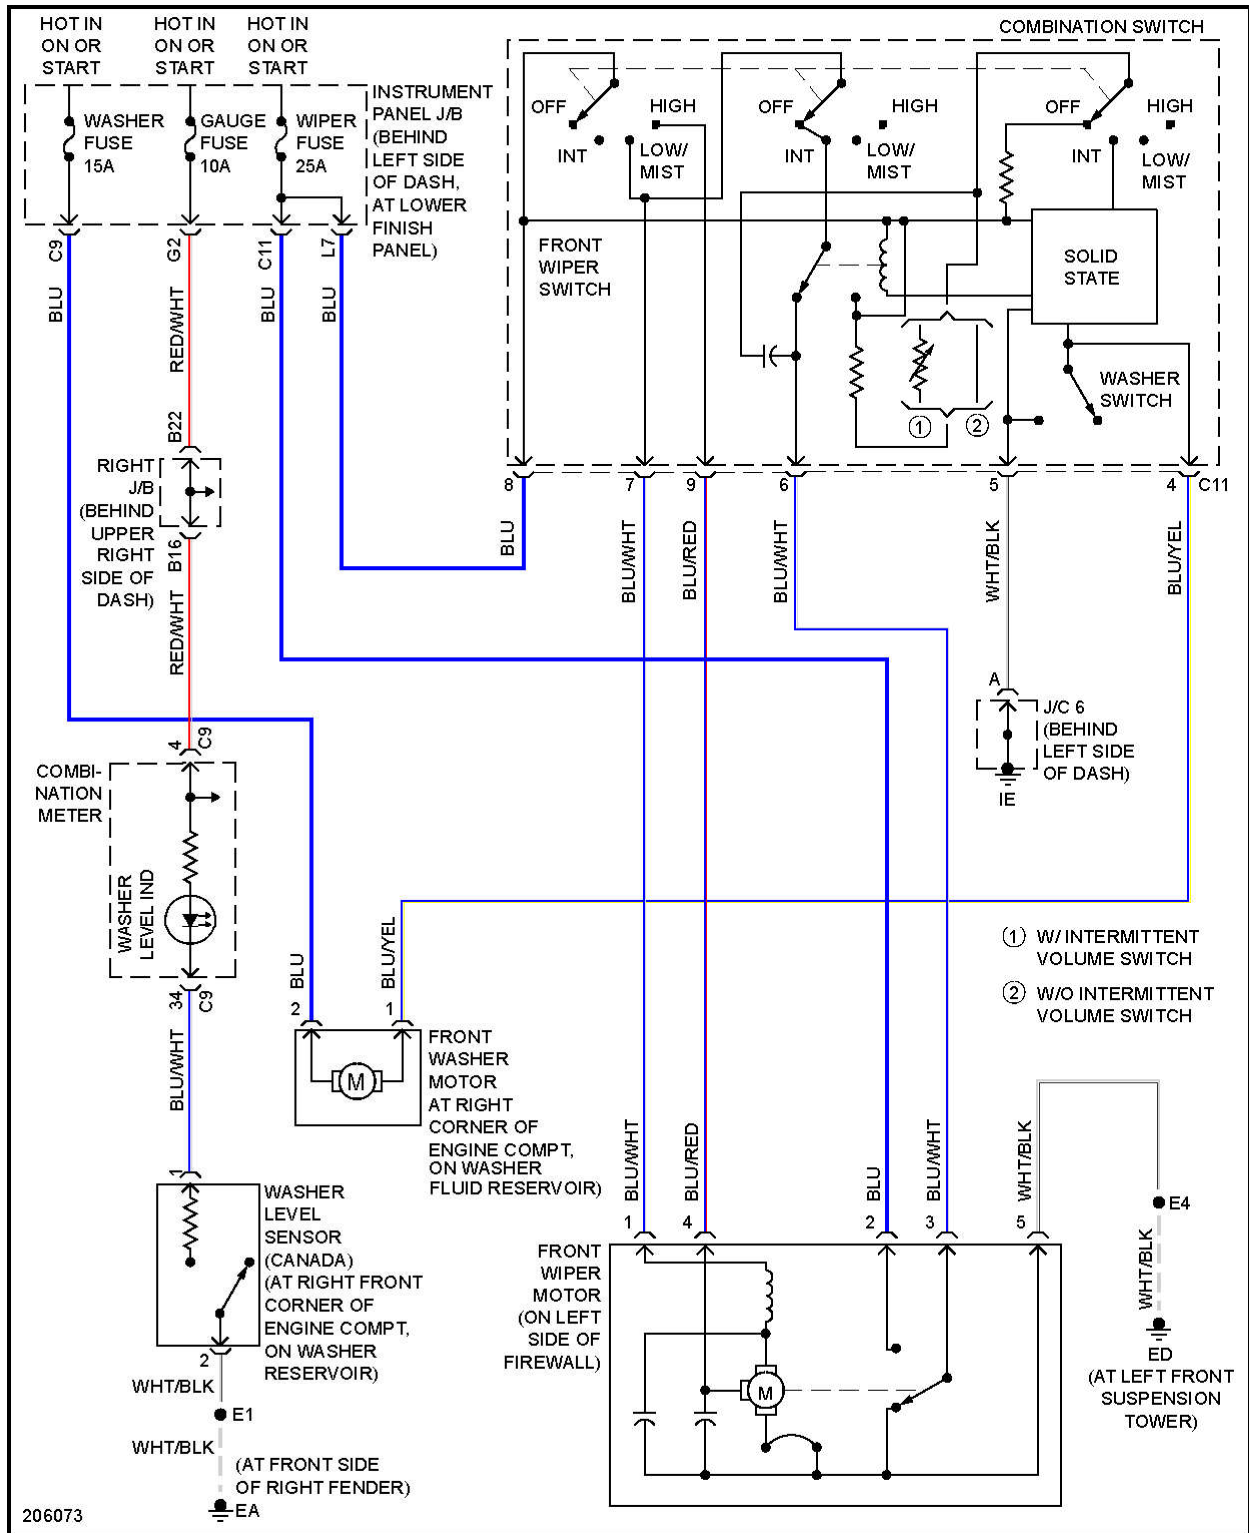 HOT IN
ON OR
START
HOT IN
ON OR
START
HOT IN
ON OR
START
WASHER
FUSE
15A
GAUGE
FUSE
10A
WIPER
FUSE
25A
INSTRUMENT
PANEL J/B
(BEHIND
LEFT SIDE
OF DASH,
AT LOWER
FINISH
PANEL)
C9
G2
C11
L7
BLU
RED/WHT
BLU
BLU
COMBINATION SWITCH
OFF
INT
HIGH
LOW/
MIST
OFF
INT
HIGH
LOW/
MIST
OFF
INT
HIGH
LOW/
MIST
FRONT
WIPER
SWITCH
SOLID
STATE
WASHER
SWITCH
1
2
8
7
9
6
5
4
C11
BLU
BLU/WHT
BLU/RED
BLU/WHT
WHT/BLK
BLU/YEL
B22
RIGHT
J/B
(BEHIND
UPPER
RIGHT
SIDE OF
DASH)
B16
RED/WHT
A
J/C 6
(BEHIND
LEFT SIDE
OF DASH)
IE
4
C9
COMBI-
NATION
METER
WASHER
LEVEL IND
34
C9
BLU/WHT
BLU
BLU/YEL
2
1
M
FRONT
WASHER
MOTOR
AT RIGHT
CORNER OF
ENGINE COMPT,
ON WASHER
FLUID RESERVOIR)
1 W/ INTERMITTENT
VOLUME SWITCH
2 W/O INTERMITTENT
VOLUME SWITCH
1
WASHER
LEVEL
SENSOR
(CANADA)
(AT RIGHT FRONT
CORNER OF
ENGINE COMPT,
ON WASHER
RESERVOIR)
2
WHT/BLK
E1
WHT/BLK
(AT FRONT SIDE
OF RIGHT FENDER)
EA
BLU/WHT
BLU/RED
BLU
BLU/WHT
WHT/BLK
1
4
2
3
5
FRONT
WIPER
MOTOR
(ON LEFT
SIDE OF
FIREWALL)
M
E4
WHT/BLK
ED
(AT LEFT FRONT
SUSPENSION
TOWER)
206073